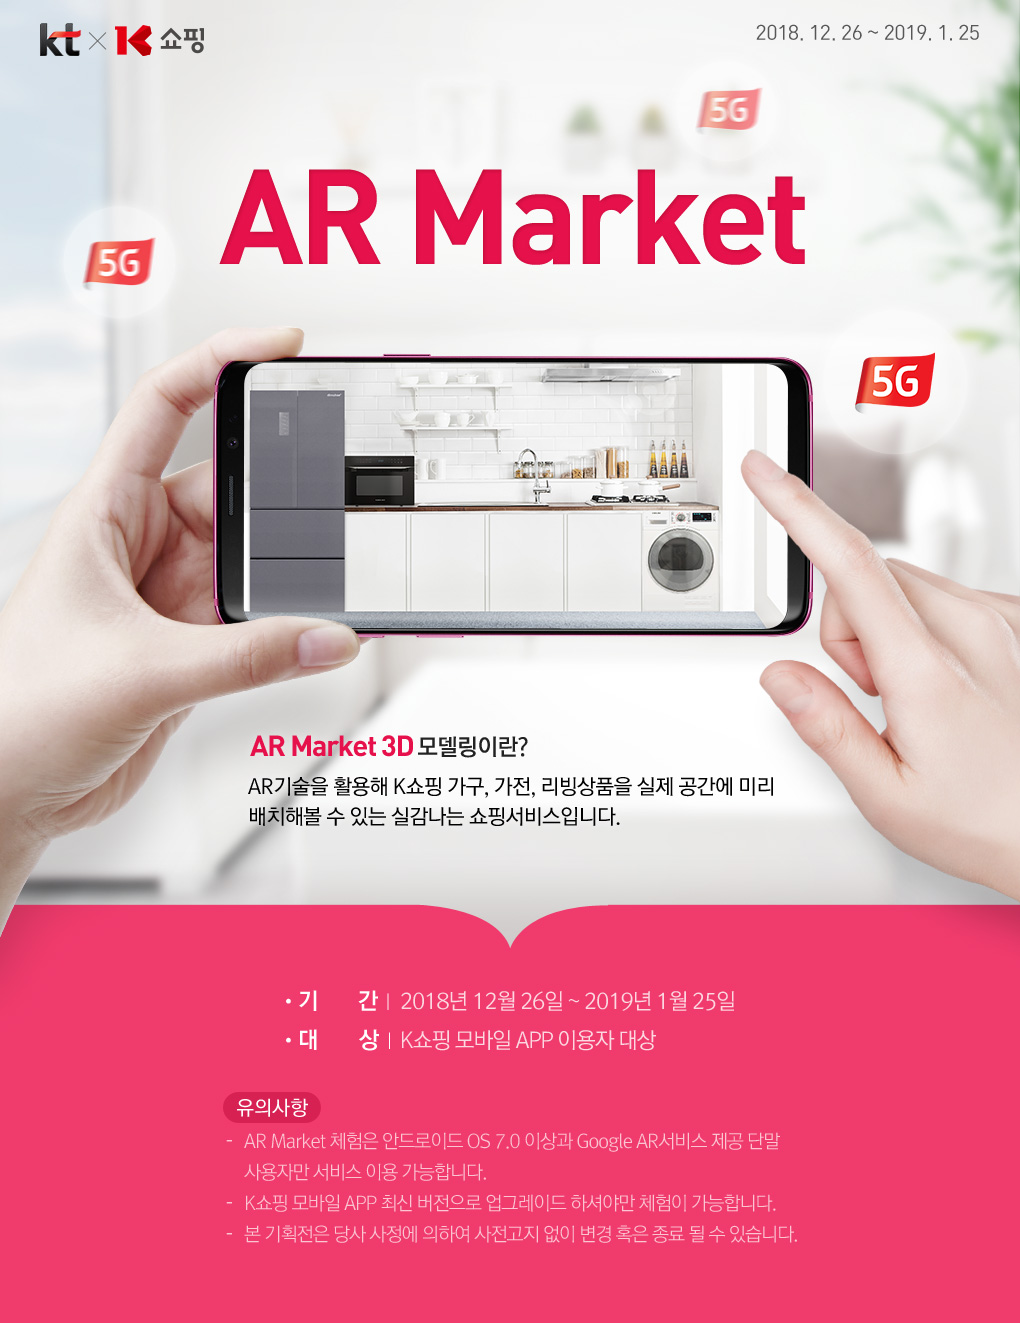 kt × K 쇼핑
2018. 12. 26 ~ 2019. 1. 25
5G
AR Market
5G
5G
AR Market 3D 모델링이란?
AR기술을 활용해 K쇼핑 가구, 가전, 리빙상품을 실제 공간에 미리
배치해볼 수 있는 실감나는 쇼핑서비스입니다.
• 기 간 | 2018년 12월 26일 ~ 2019년 1월 25일
• 대 상 | K쇼핑 모바일 APP 이용자 대상
유의사항
- AR Market 체험은 안드로이드 OS 7.0 이상과 Google AR서비스 제공 단말
사용자만 서비스 이용 가능합니다.
- K쇼핑 모바일 APP 최신 버전으로 업그레이드 하셔야만 체험이 가능합니다.
- 본 기획전은 당사 사정에 의하여 사전고지 없이 변경 혹은 종료 될 수 있습니다.